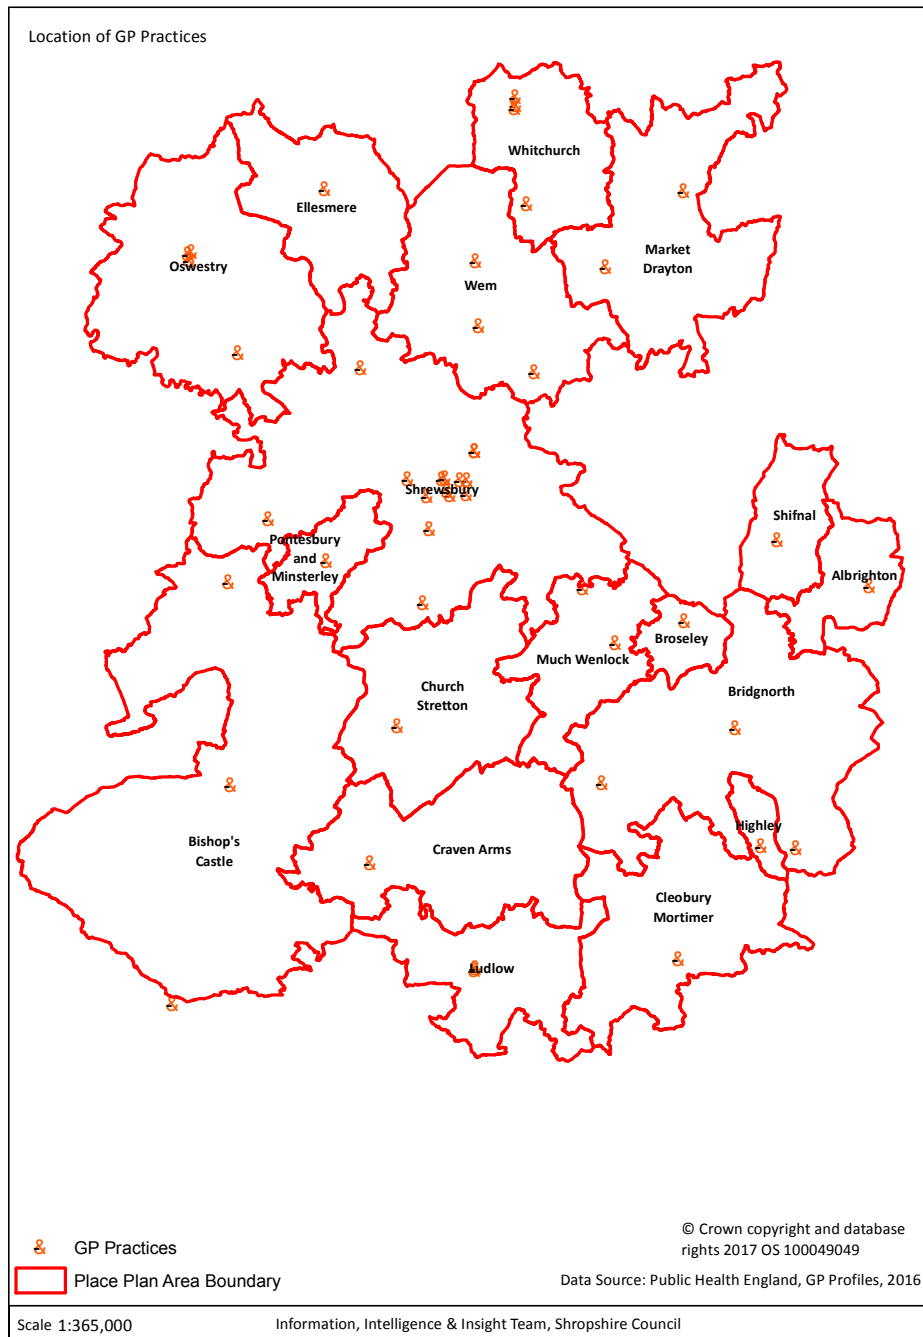 Location of GP Practices
Whitchurch
Ellesmere
Market
Drayton
Oswestry
Wem
Shrewsbury
Shifnal
Pontesbury
and
Minsterley
Albrighton
Broseley
Much Wenlock
Church
Stretton
Bridgnorth
Highley
Bishop's
Castle
Craven Arms
Cleobury
Mortimer
Ludlow
GP Practices
Place Plan Area Boundary
© Crown copyright and database
rights 2017 OS 100049049
Data Source: Public Health England, GP Profiles, 2016
Scale 1:365,000
Information, Intelligence & Insight Team, Shropshire Council